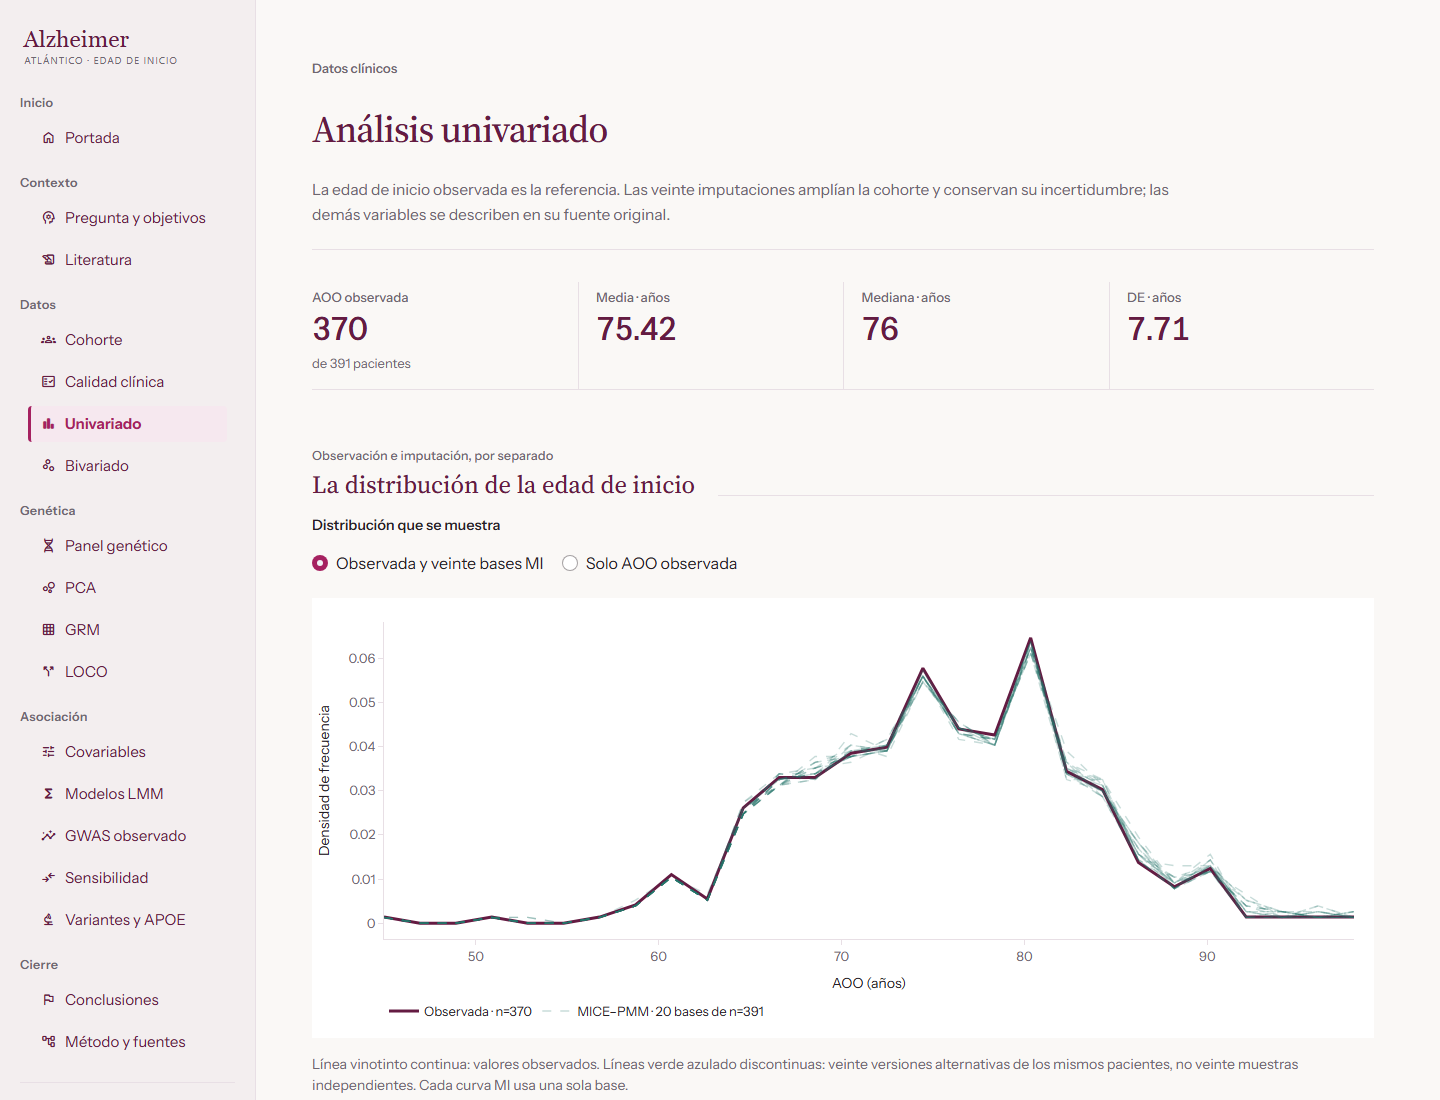 Alzheimer
ATLÁNTICO · EDAD DE INICIO
Inicio
Portada
Contexto
Pregunta y objetivos
Literatura
Datos
Cohorte
Calidad clínica
Univariado
Bivariado
Genética
Panel genético
PCA
GRM
LOCO
Asociación
Covariables
Modelos LMM
GWAS observado
Sensibilidad
Variantes y APOE
Cierre
Conclusiones
Método y fuentes
Datos clínicos
Análisis univariado
La edad de inicio observada es la referencia. Las veinte imputaciones amplían la cohorte y conservan su incertidumbre; las
demás variables se describen en su fuente original.
AOO observada
370
de 391 pacientes
Media · años
75.42
Mediana · años
76
DE · años
7.71
Observación e imputación, por separado
La distribución de la edad de inicio
Distribución que se muestra
Observada y veinte bases MI
Solo AOO observada
Densidad de frecuencia
0.06
0.05
0.04
0.03
0.02
0.01
0
50
60
70
80
90
AOO (años)
Observada · n=370
MICE–PMM · 20 bases de n=391
Línea vinotinto continua: valores observados. Líneas verde azulado discontinuas: veinte versiones alternativas de los mismos pacientes, no veinte muestras
independientes. Cada curva MI usa una sola base.